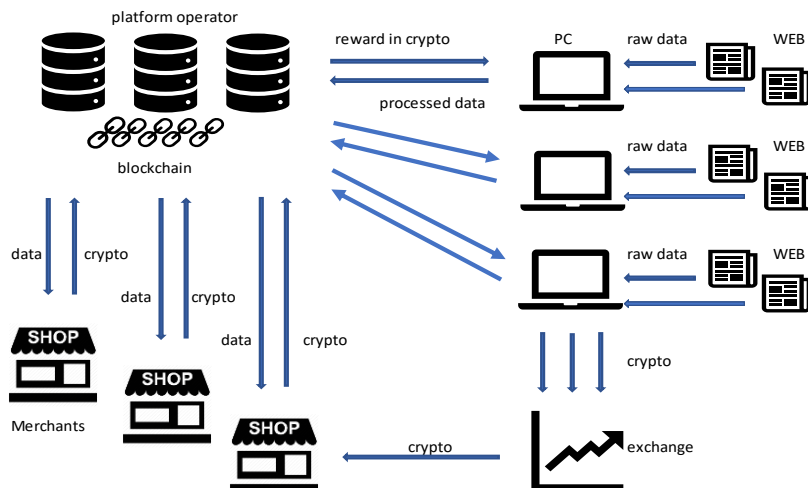 platform operator
reward in crypto
PC
raw data
WEB
processed data
blockchain
raw data
WEB
raw data
WEB
data
crypto
data
crypto
data
crypto
SHOP
Merchants
SHOP
SHOP
crypto
exchange
crypto